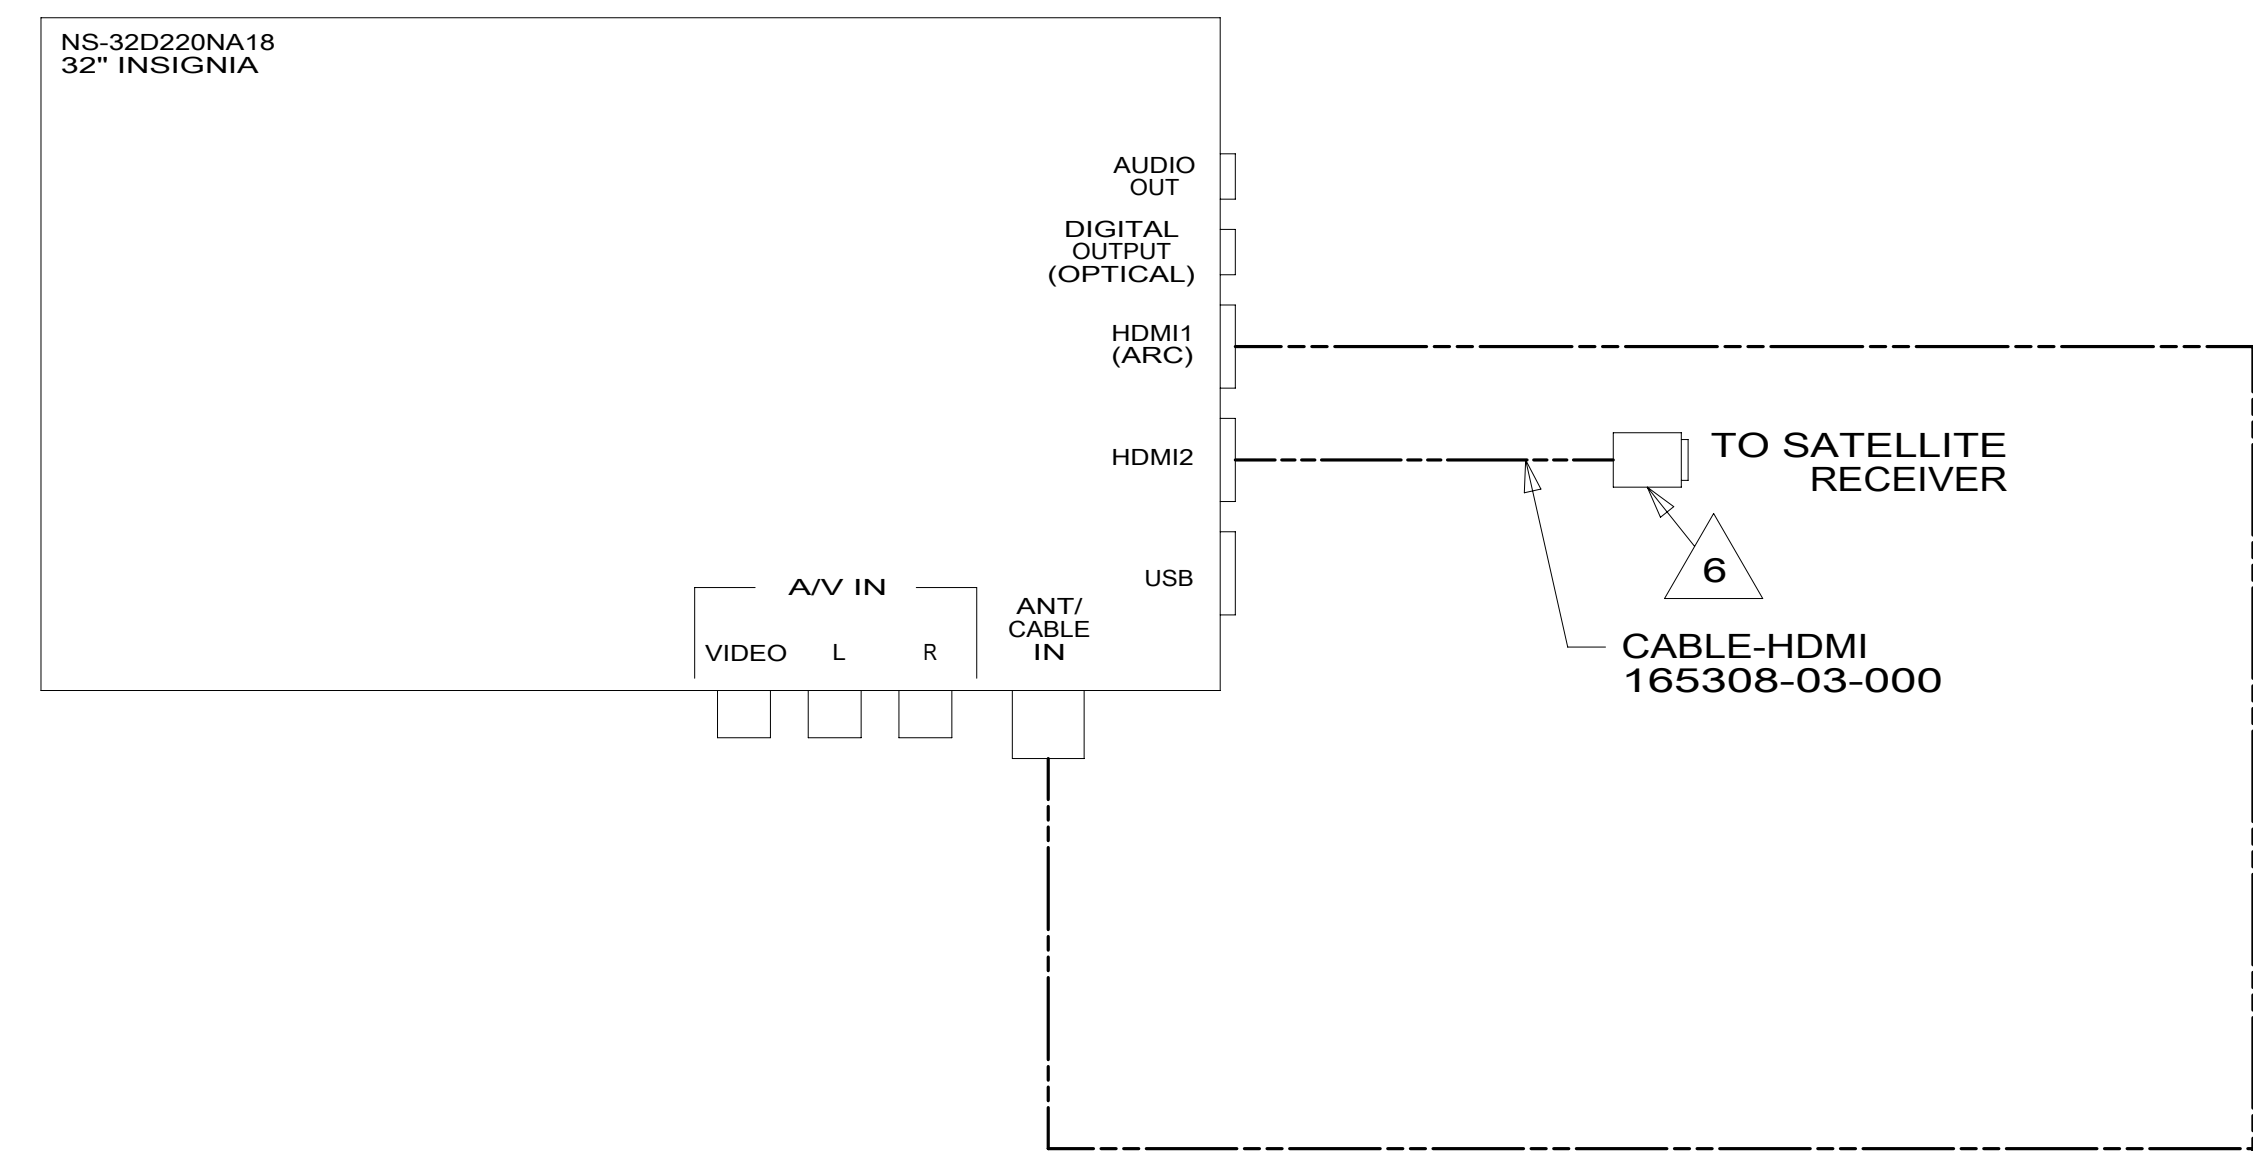 NS-32D220NA18
32" INSIGNIA
AUDIO
OUT
DIGITAL
OUTPUT
(OPTICAL)
HDMI1
(ARC)
HDMI2
TO SATELLITE
RECEIVER
6
USB
A/V IN
VIDEO L R
ANT/
CABLE
IN
CABLE-HDMI
165308-03-000